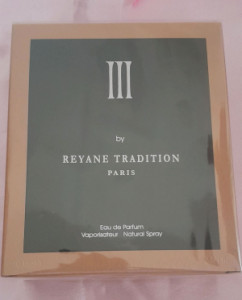 III
by
REYANE TRADITION
PARIS
Eau de Parfum
Vaporisateur Natural Spray